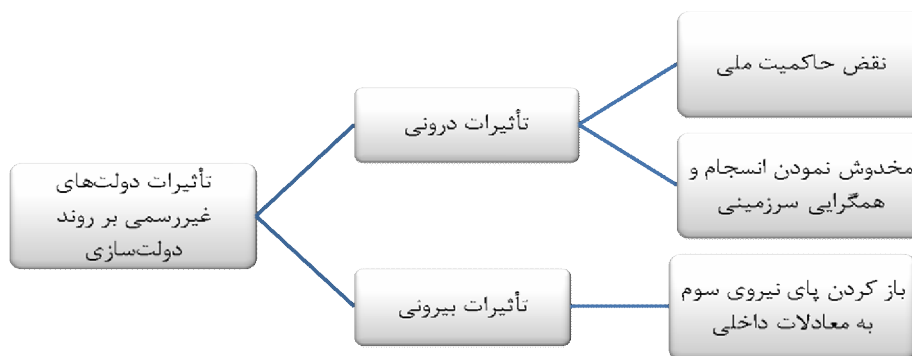 تأثیرات دولت‌های
غیررسمی بر روند
دولت‌سازی
تأثیرات درونی
نقض حاکمیت ملی
مخدوش نمودن انسجام و
همگرایی سرزمینی
تأثیرات بیرونی
باز کردن پای نیروی سوم
به معادلات داخلی